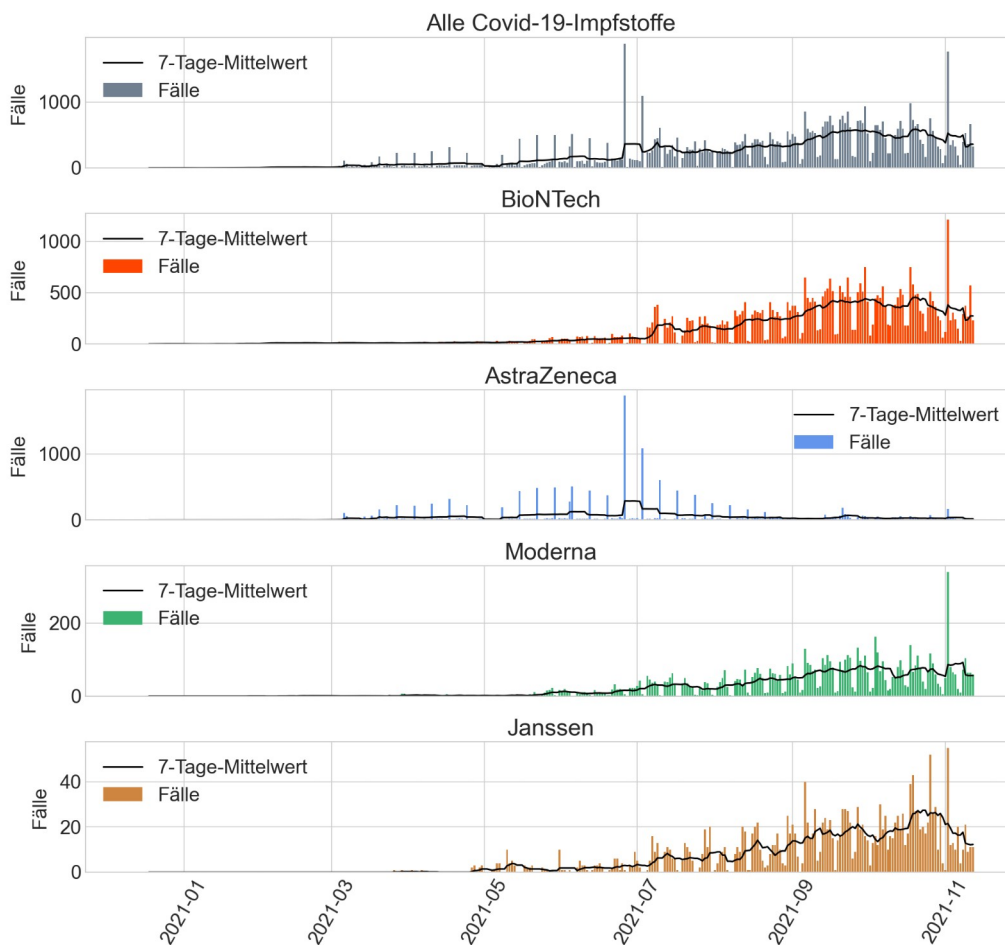 Alle Covid-19-Impfstoffe
7-Tage-Mittelwert
Fälle
Fälle
1000
0
BioNTech
7-Tage-Mittelwert
Fälle
Fälle
1000
500
0
AstraZeneca
7-Tage-Mittelwert
Fälle
Fälle
1000
0
Moderna
7-Tage-Mittelwert
Fälle
Fälle
200
0
Janssen
7-Tage-Mittelwert
Fälle
Fälle
40
20
0
2021-01
2021-03
2021-05
2021-07
2021-09
2021-11